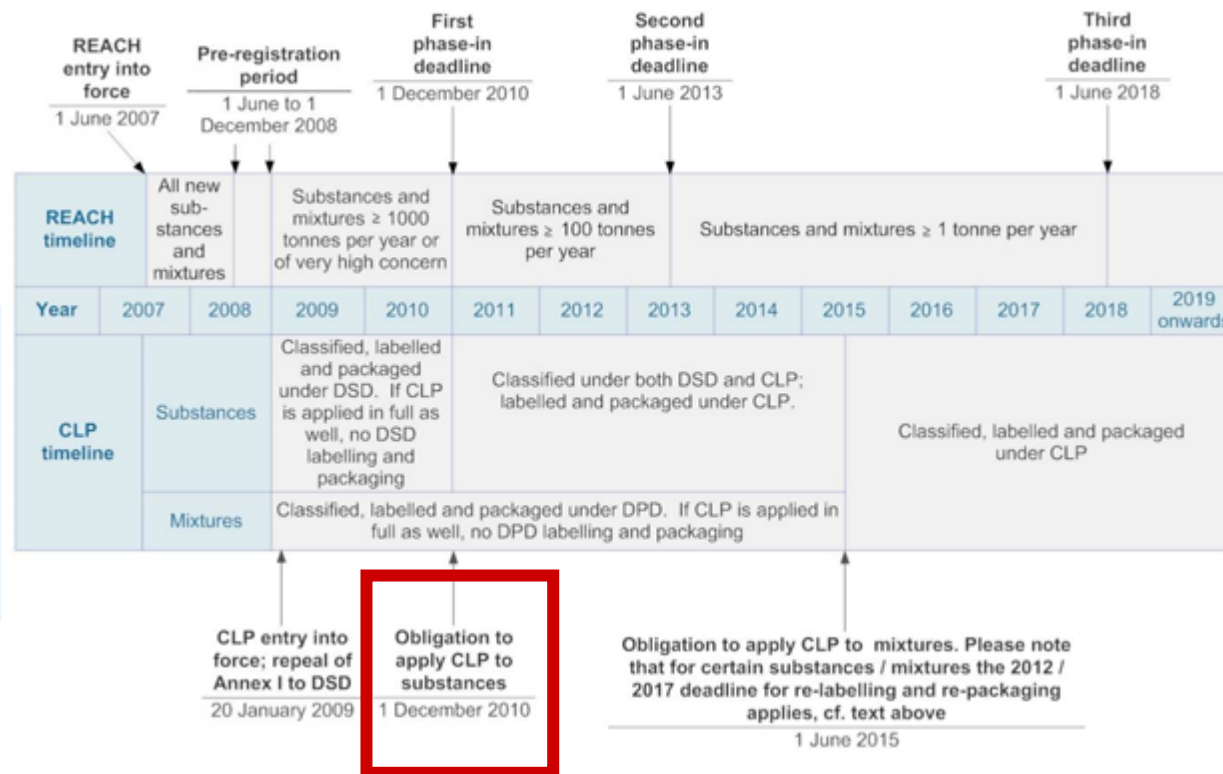 REACH
entry into
force
1 June 2007
Pre-registration
period
1 June to 1
December 2008
First
phase-in
deadline
1 December 2010
Second
phase-in
deadline
1 June 2013
Third
phase-in
deadline
1 June 2018
REACH
timeline
All new
sub-
stances
and
mixtures
Substances and
mixtures ≥ 1000
tonnes per year or
of very high concern
Substances and
mixtures ≥ 100 tonnes
per year
Substances and mixtures ≥ 1 tonne per year
Year
2007
2008
2009
2010
2011
2012
2013
2014
2015
2016
2017
2018
2019
onwards
CLP
timeline
Substances
Classified, labelled
and packaged
under DSD. If CLP
is applied in full as
well, no DSD
labelling and
packaging
Classified under both DSD and CLP;
labelled and packaged under CLP.
Classified, labelled and packaged
under CLP
Mixtures
Classified, labelled and packaged under DPD. If CLP is applied in
full as well, no DPD labelling and packaging
CLP entry into
force; repeal of
Annex I to DSD
20 January 2009
Obligation to
apply CLP to
substances
1 December 2010
Obligation to apply CLP to mixtures. Please note
that for certain substances / mixtures the 2012 /
2017 deadline for re-labelling and re-packaging
applies, cf. text above
1 June 2015